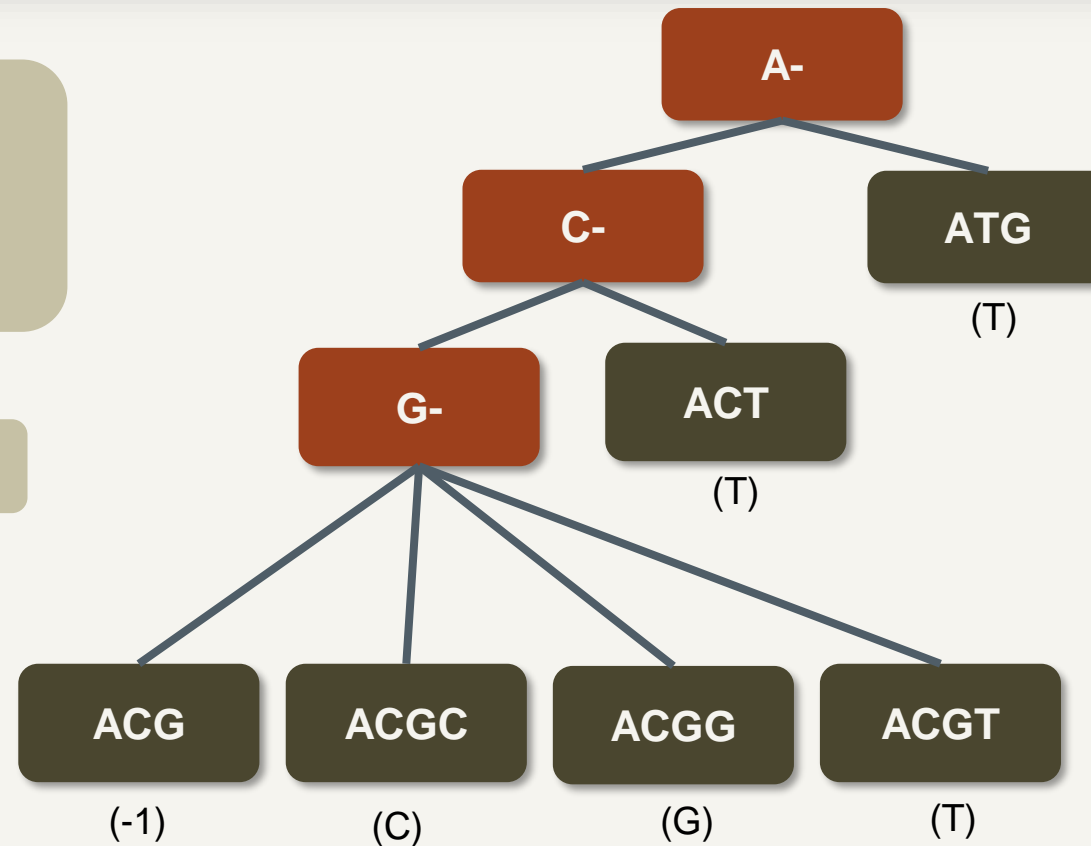 A-
C-
ATG
(T)
G-
ACT
(T)
ACG
ACGC
ACGG
ACGT
(-1)
(C)
(G)
(T)